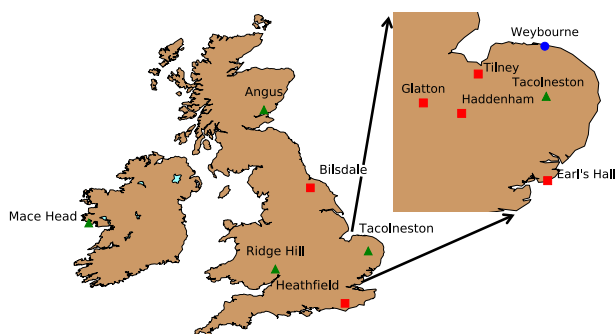 Weybourne
Tilney
Glatton
Tacolneston
Haddenham
Earl's Hall
Angus
Bilsdale
Mace Head
Tacolneston
Ridge Hill
Heathfield